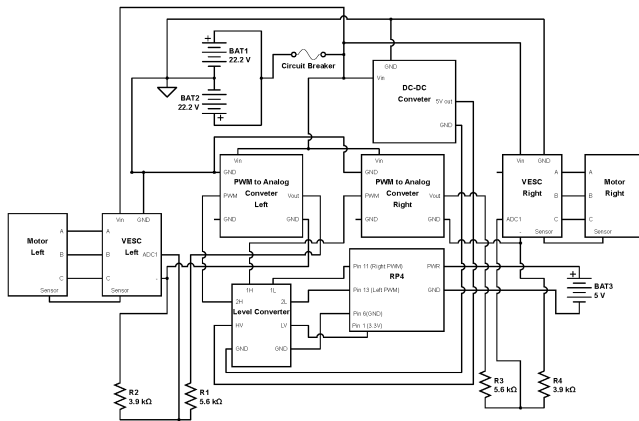 BAT1
22.2 V
BAT2
22.2 V
Circuit Breaker
GND
Vin
DC-DC
Conveter
5V out
GND
Vin
GND
PWM to Analog
Conveter
Left
PWM
Vout
GND
GND
Vin
GND
PWM to Analog
Conveter
Right
PWM
Vout
GND
GND
Vin
GND
VESC
Right
A
B
C
ADC1
-
Sensor
A
B
C
Motor
Right
Sensor
Motor
Left
A
B
C
Sensor
Vin
GND
VESC
Left
A
B
C
ADC1
-
Sensor
1H
1L
2H
2L
Level Converter
HV
LV
GND
GND
RP4
Pin 11 (Right PWM)
Pin 13 (Left PWM)
Pin 6(GND)
Pin 1 (3.3V)
PWR
GND
BAT3
5 V
R2
3.9 kΩ
R1
5.6 kΩ
R3
5.6 kΩ
R4
3.9 kΩ